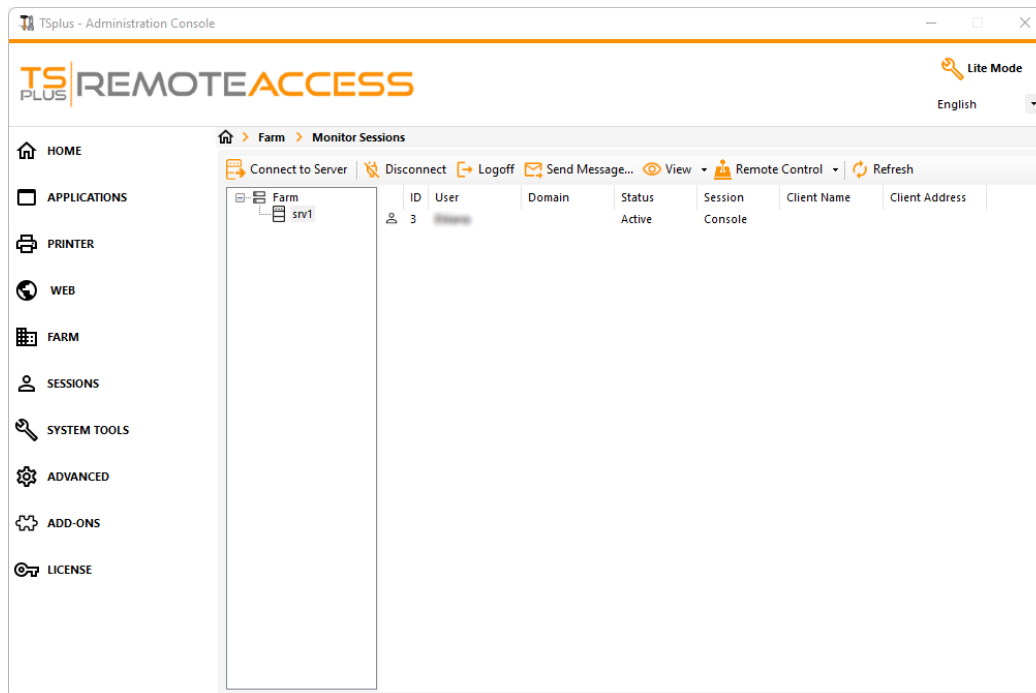 TSplus - Administration Console
TS PLUS REMOTEACCESS
Lite Mode
English
HOME
APPLICATIONS
PRINTER
WEB
FARM
SESSIONS
SYSTEM TOOLS
ADVANCED
ADD-ONS
LICENSE
Farm > Monitor Sessions
Connect to Server Disconnect Logoff Send Message... View Remote Control Refresh
Farm
srv1
ID User Domain Status Session Client Name Client Address
3 Active Console